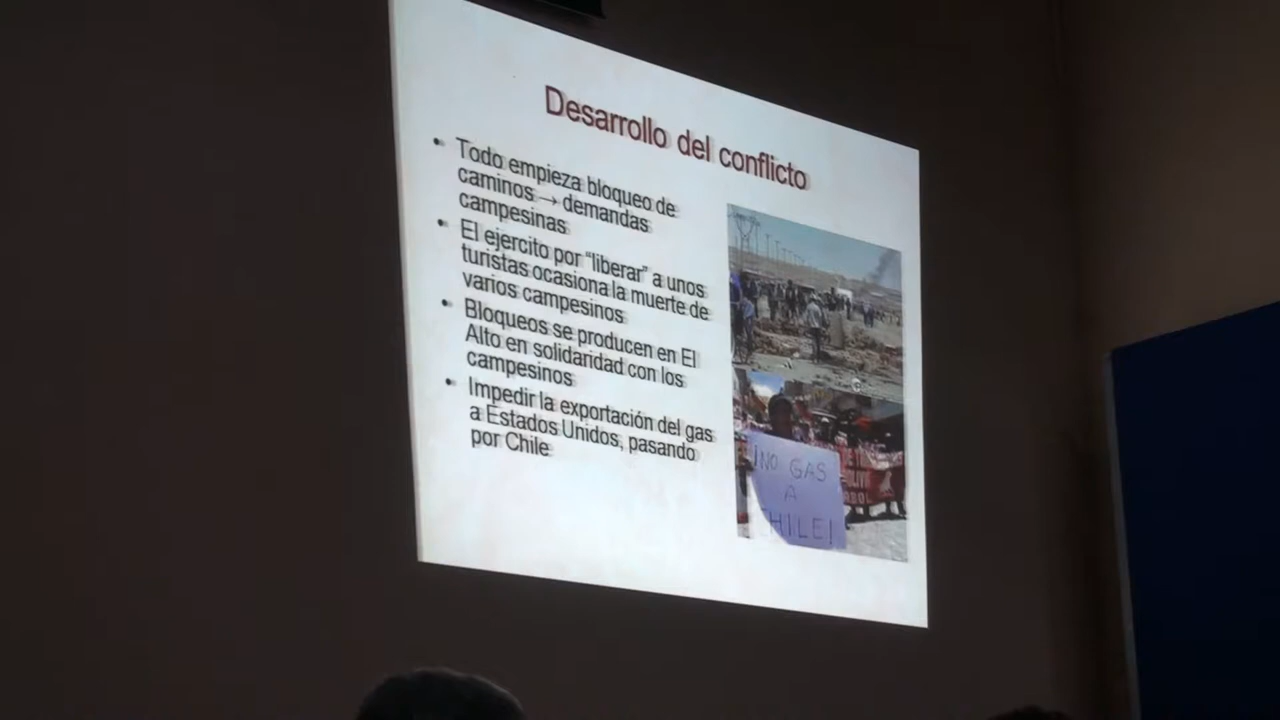 Desarrollo del conflicto
• Todo empieza bloqueo de
caminos → demandas
campesinas
• El ejercito por "liberar" a unos
turistas ocasiona la muerte de
varios campesinos
• Bloqueos se producen en El
Alto en solidaridad con los
campesinos
• Impedir la exportación del gas
a Estados Unidos, pasando
por Chile
¡NO GAS
A
CHILE!